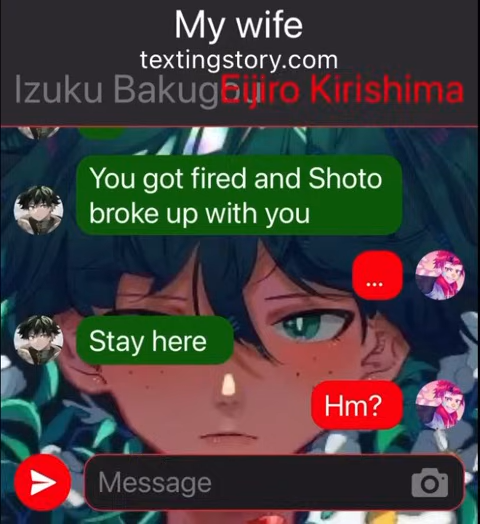 My wife
textingstory.com
Izuku Bakugou
Eijiro Kirishima
You got fired and Shoto
broke up with you
...
Stay here
Hm?
Message